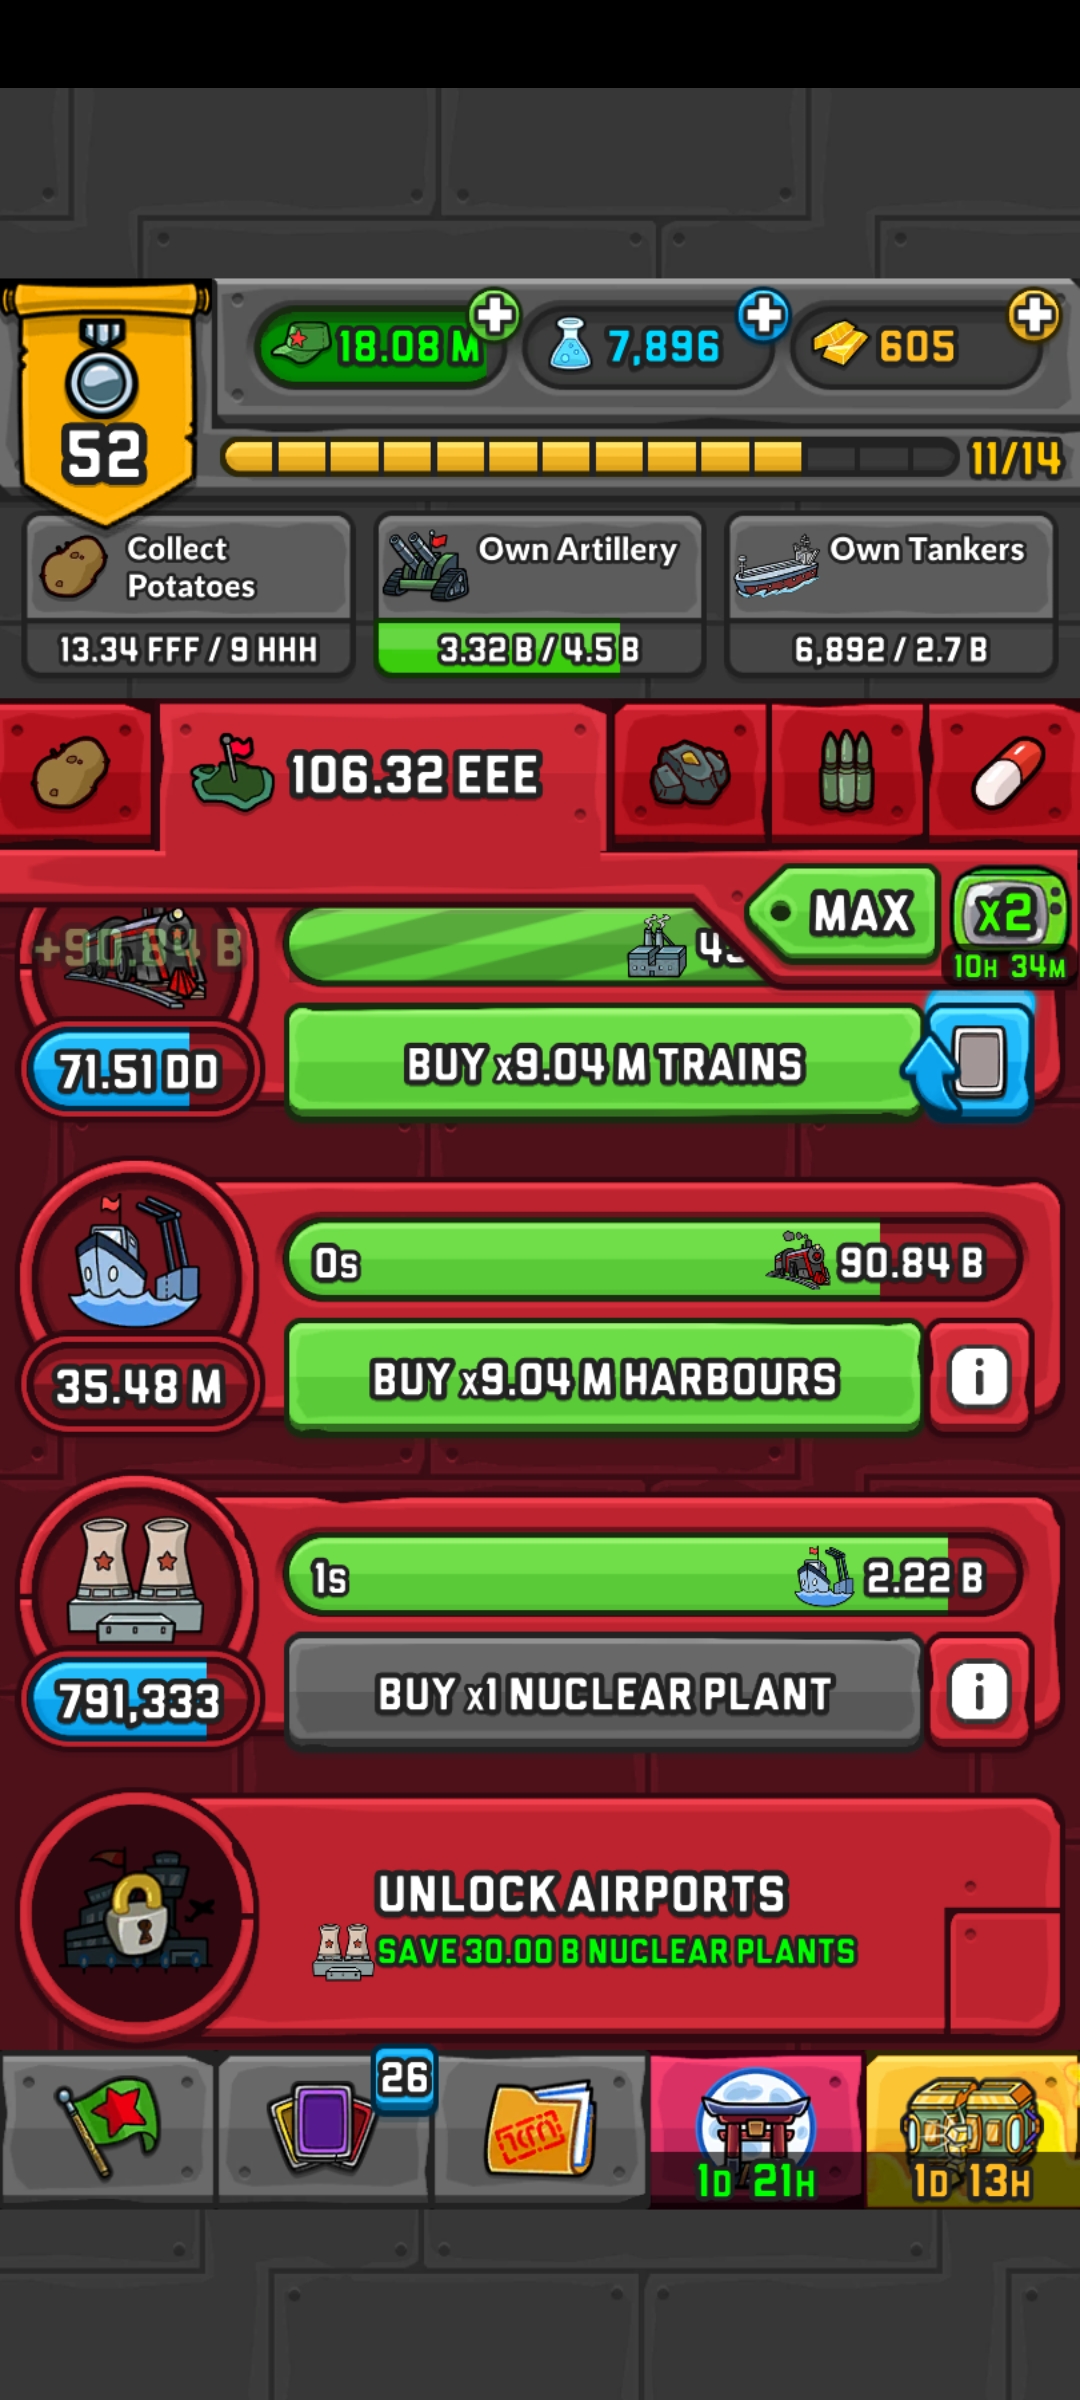 18.08 M
7,896
605
52
11/14
Collect
Potatoes
13.34 FFF / 9 HHH
Own Artillery
3.32 B / 4.5 B
Own Tankers
6,892 / 2.7 B
106.32 EEE
MAX
x2
10H 34M
+90.84 B
71.51 DD
BUY x9.04 M TRAINS
0s
90.84 B
35.48 M
BUY x9.04 M HARBOURS
i
1s
2.22 B
791,333
BUY x1 NUCLEAR PLANT
i
UNLOCK AIRPORTS
SAVE 30.00 B NUCLEAR PLANTS
26
1D 21H
1D 13H